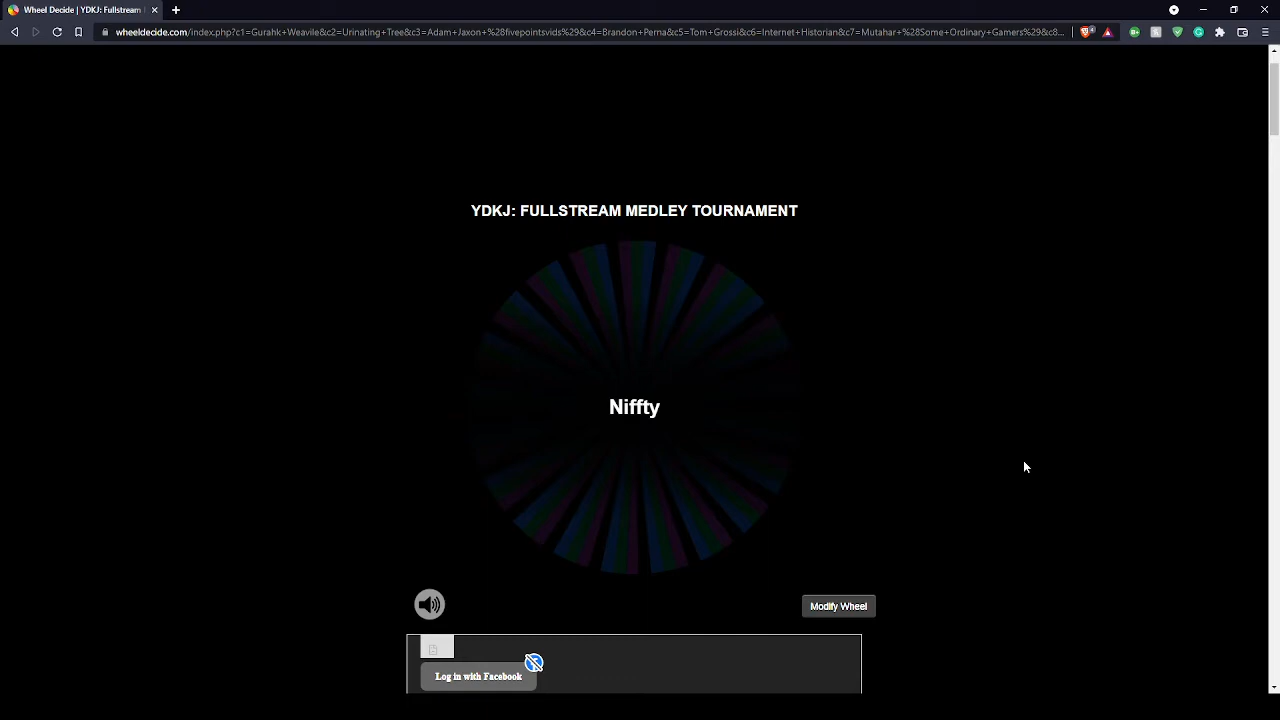 Wheel Decide | YDKJ: Fullstream
wheeldecide.com/index.php?c1=Gurahk+Weavile&c2=Urinating+Tree&c3=Adam+Jaxon+%28fivepointsvids%29&c4=Brandon+Perna&c5=Tom+Grossi&c6=Internet+Historian&c7=Mutahar+%28Some+Ordinary+Gamers%29&c8...
YDKJ: FULLSTREAM MEDLEY TOURNAMENT
Niffty
Modify Wheel
Log in with Facebook